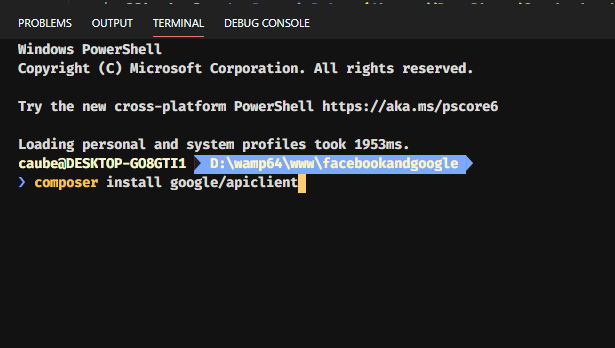 PROBLEMS OUTPUT TERMINAL DEBUG CONSOLE
Windows PowerShell
Copyright (C) Microsoft Corporation. All rights reserved.
Try the new cross-platform PowerShell https://aka.ms/pscore6
Loading personal and system profiles took 1953ms.
caube@DESKTOP-GO8GTI1 D:\wamp64\www\facebookandgoogle
❯ composer install google/apiclient